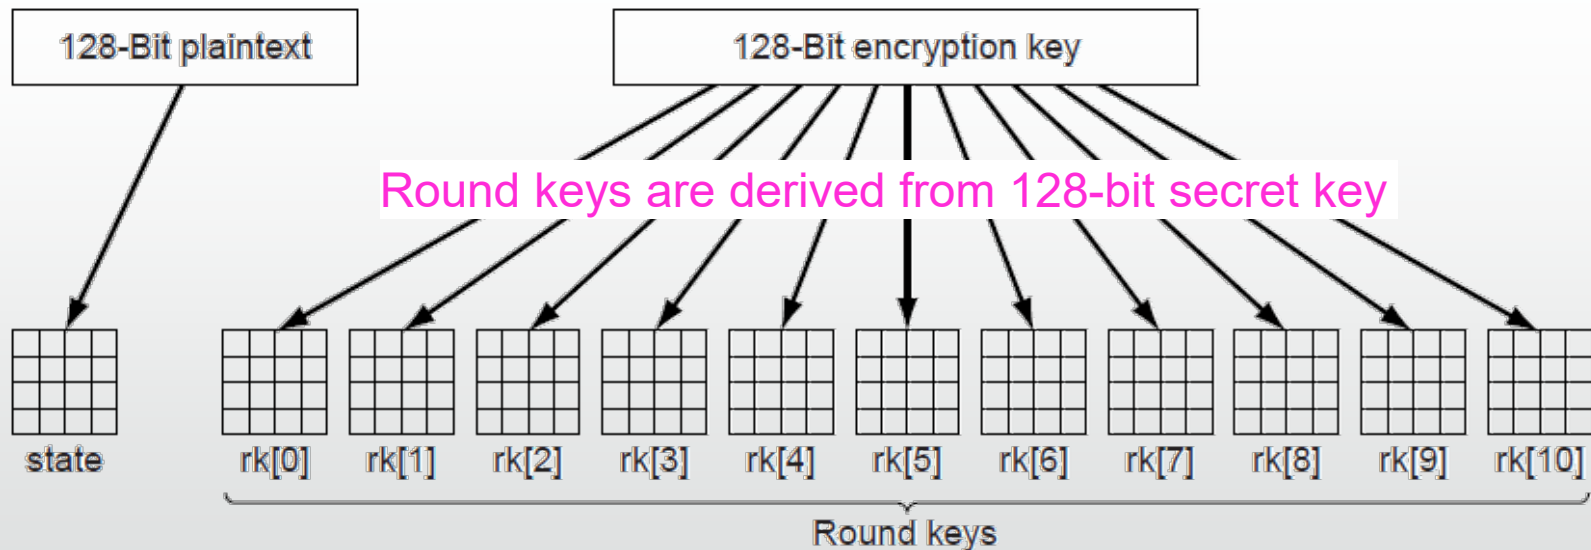 128-Bit plaintext
128-Bit encryption key
Round keys are derived from 128-bit secret key
state
rk[0]
rk[1]
rk[2]
rk[3]
rk[4]
rk[5]
rk[6]
rk[7]
rk[8]
rk[9]
rk[10]
Round keys